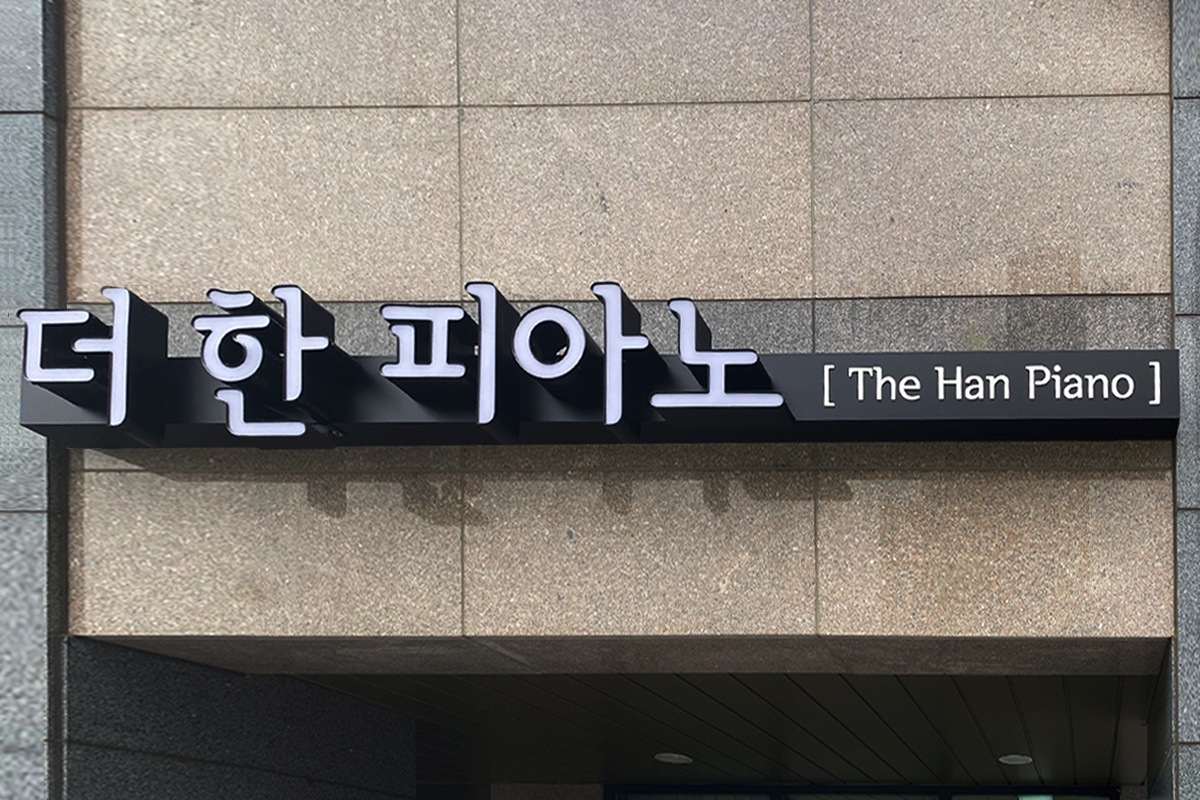 더 한 피아노 [ The Han Piano ]